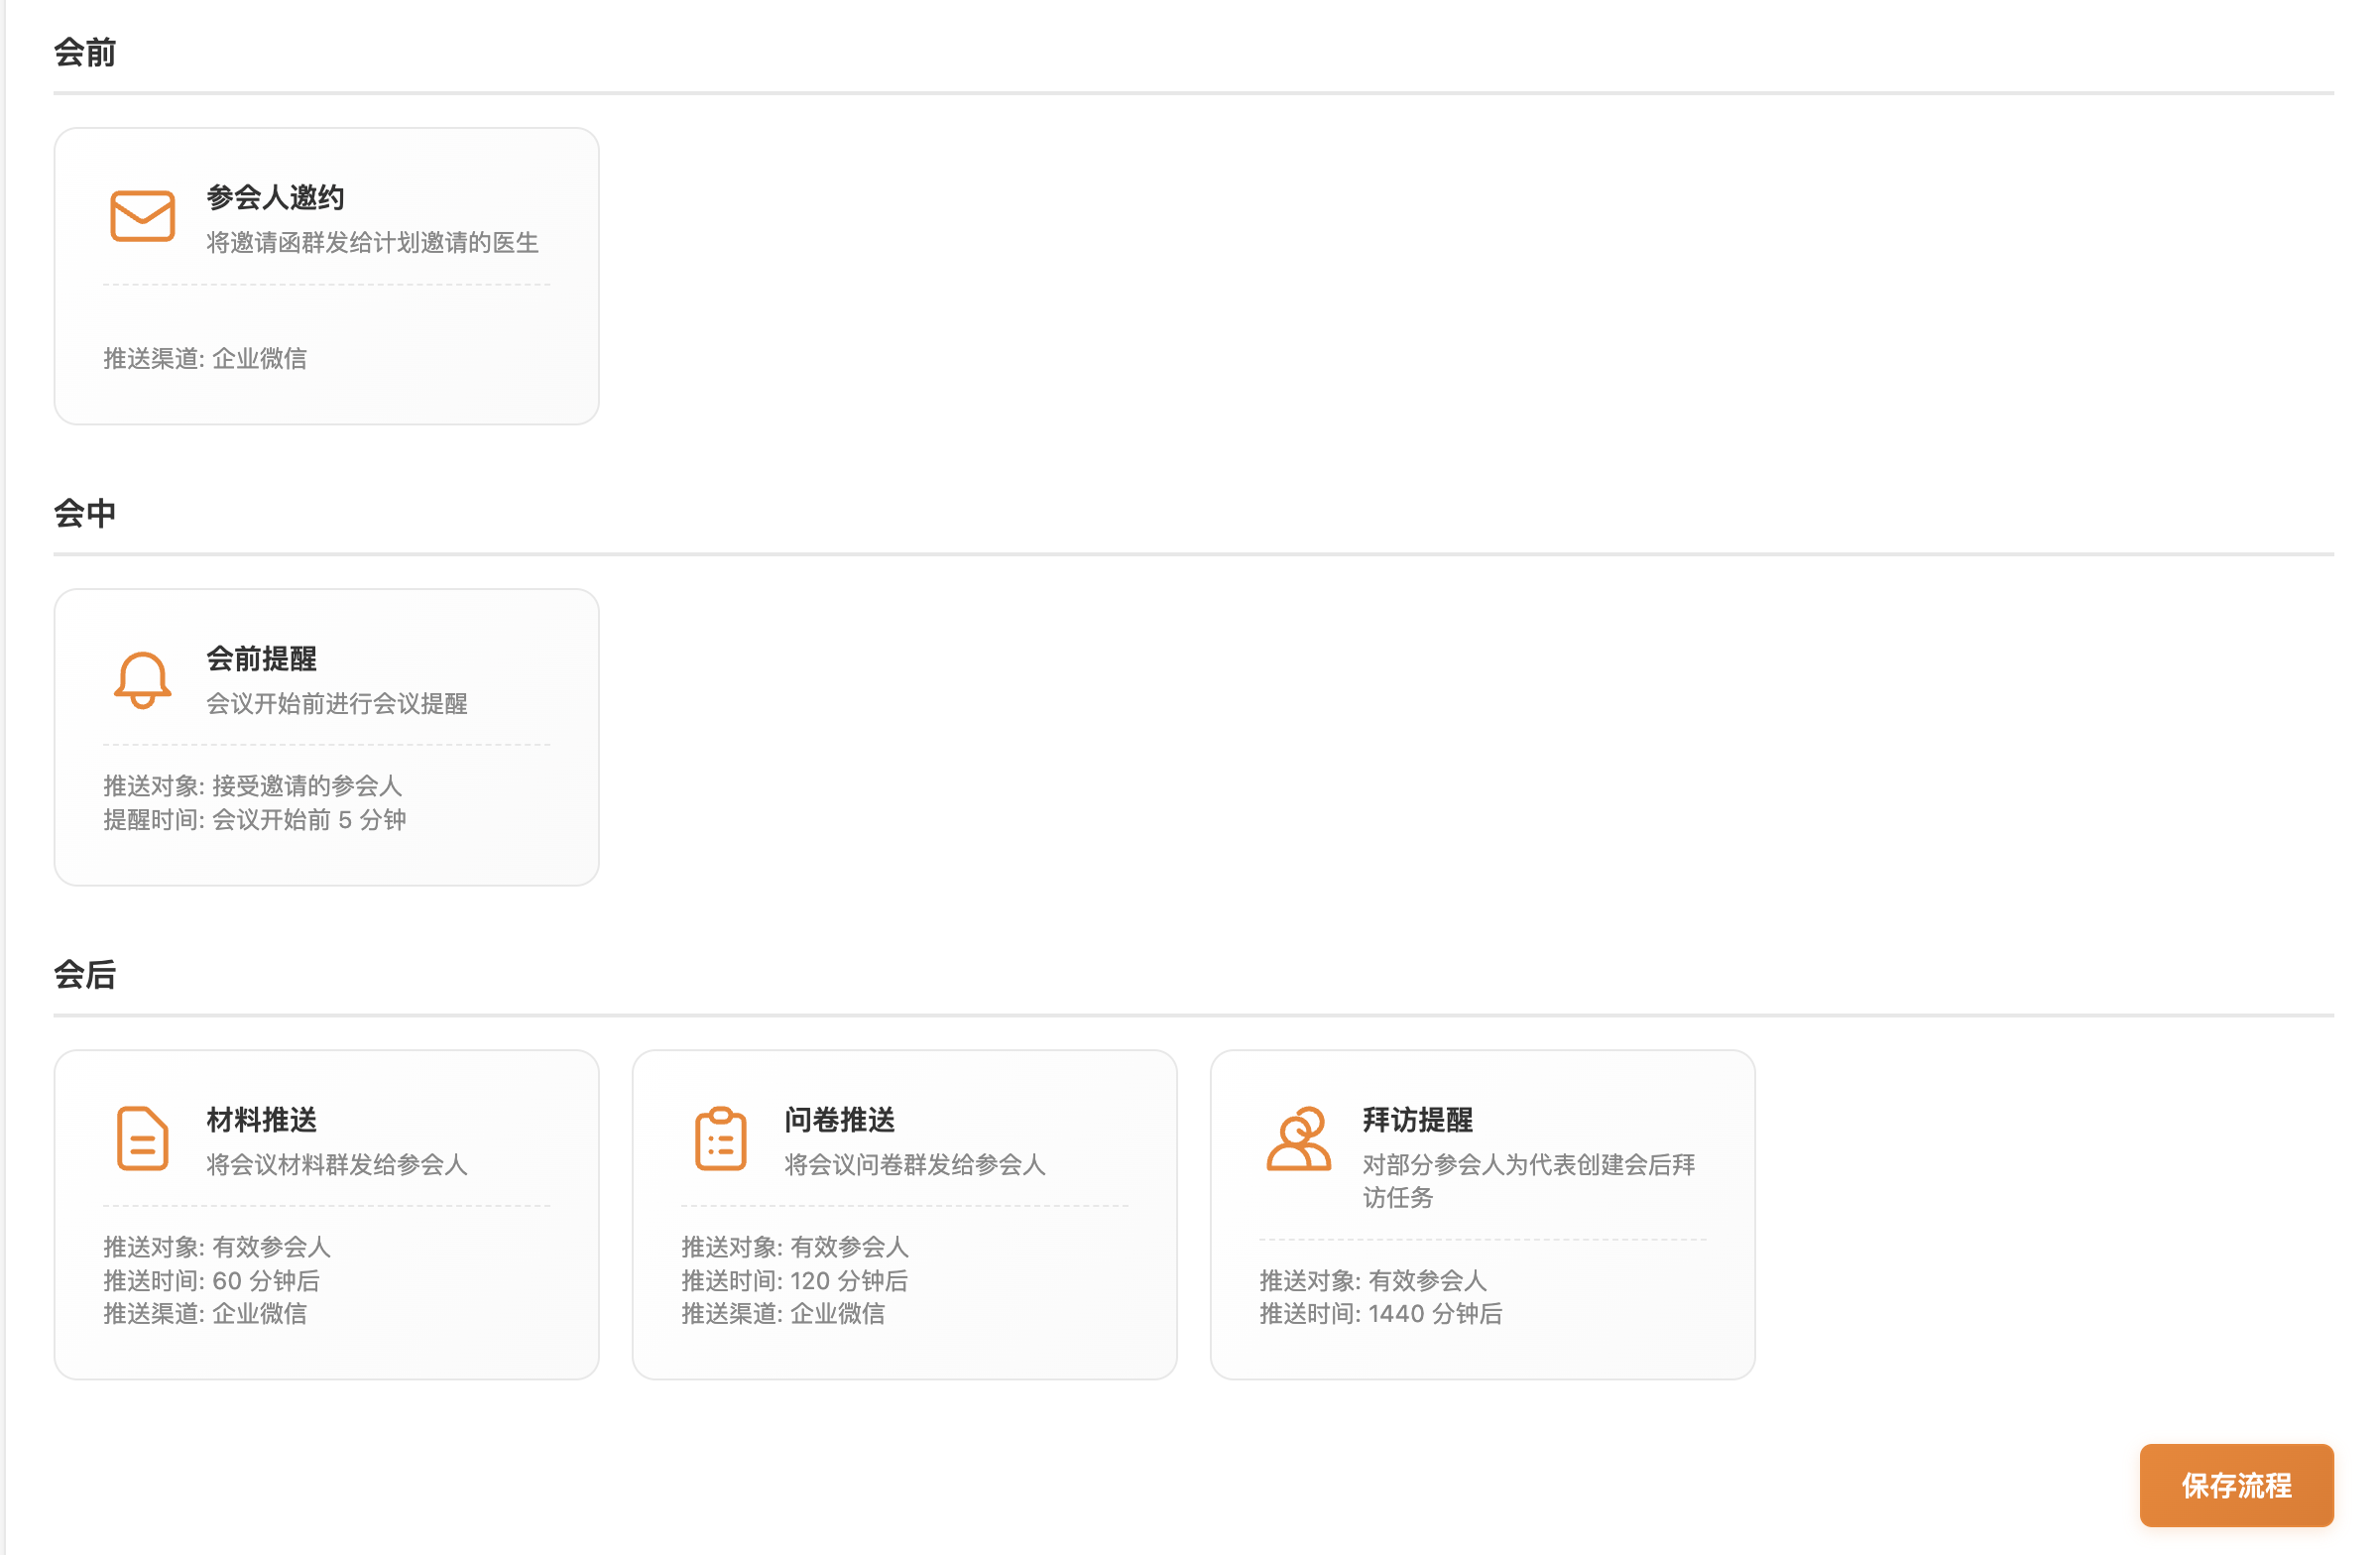 会前
参会人邀约
将邀请函群发给计划邀请的医生
推送渠道: 企业微信
会中
会前提醒
会议开始前进行会议提醒
推送对象: 接受邀请的参会人
提醒时间: 会议开始前 5 分钟
会后
材料推送
将会议材料群发给参会人
推送对象: 有效参会人
推送时间: 60 分钟后
推送渠道: 企业微信
问卷推送
将会议问卷群发给参会人
推送对象: 有效参会人
推送时间: 120 分钟后
推送渠道: 企业微信
拜访提醒
对部分参会人为代表创建会后拜
访任务
推送对象: 有效参会人
推送时间: 1440 分钟后
保存流程